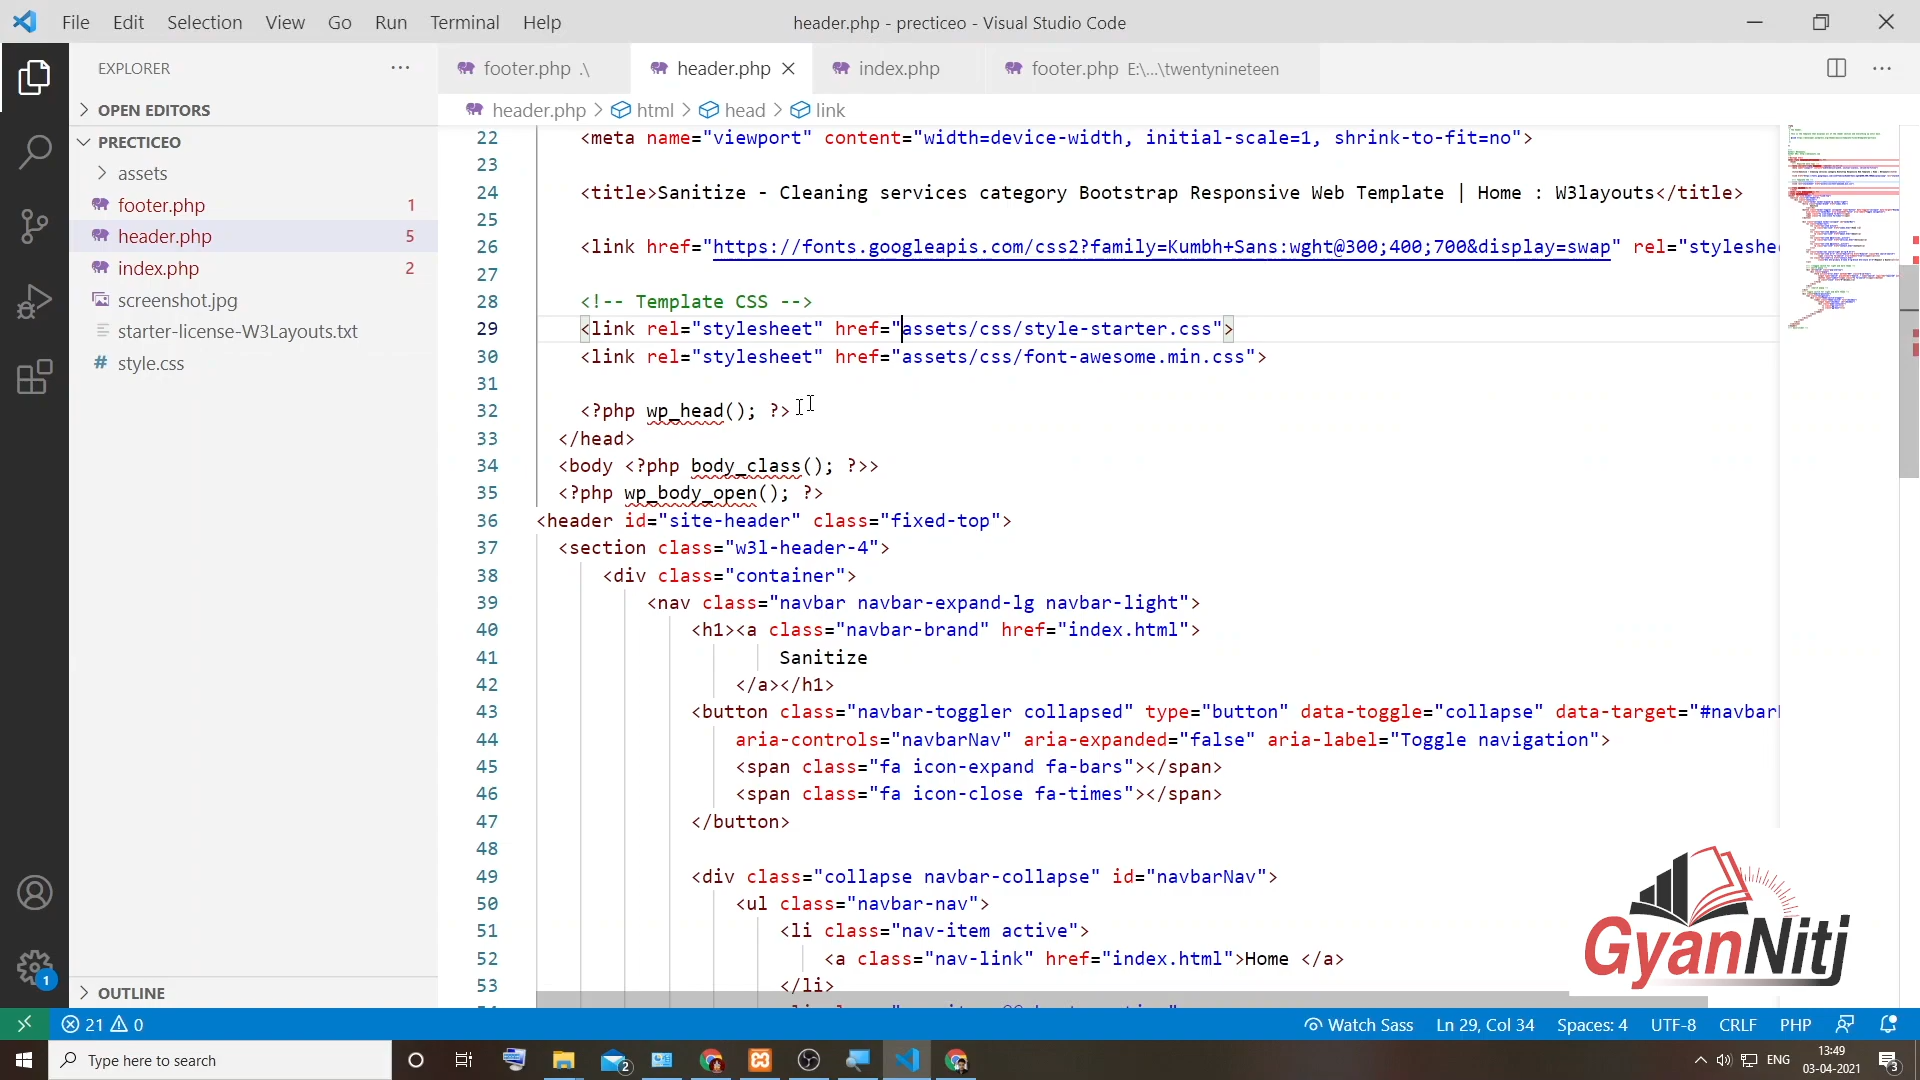 File Edit Selection View Go Run Terminal Help
header.php - precticeo - Visual Studio Code
EXPLORER
footer.php .\
header.php
index.php
footer.php E:\...\twentynineteen
OPEN EDITORS
header.php > html > head > link
PRECTICEO
assets
footer.php 1
header.php 5
index.php 2
screenshot.jpg
starter-license-W3Layouts.txt
# style.css
22 <meta name="viewport" content="width=device-width, initial-scale=1, shrink-to-fit=no">
23
24 <title>Sanitize - Cleaning services category Bootstrap Responsive Web Template | Home : W3layouts</title>
25
26 <link href="https://fonts.googleapis.com/css2?family=Kumbh+Sans:wght@300;400;700&display=swap" rel="styleshee
27
28 <!-- Template CSS -->
29 <link rel="stylesheet" href="assets/css/style-starter.css">
30 <link rel="stylesheet" href="assets/css/font-awesome.min.css">
31
32 <?php wp_head(); ?>
33 </head>
34 <body <?php body_class(); ?>>
35 <?php wp_body_open(); ?>
36 <header id="site-header" class="fixed-top">
37 <section class="w3l-header-4">
38 <div class="container">
39 <nav class="navbar navbar-expand-lg navbar-light">
40 <h1><a class="navbar-brand" href="index.html">
41 Sanitize
42 </a></h1>
43 <button class="navbar-toggler collapsed" type="button" data-toggle="collapse" data-target="#navbar
44 aria-controls="navbarNav" aria-expanded="false" aria-label="Toggle navigation">
45 <span class="fa icon-expand fa-bars"></span>
46 <span class="fa icon-close fa-times"></span>
47 </button>
48
49 <div class="collapse navbar-collapse" id="navbarNav">
50 <ul class="navbar-nav">
51 <li class="nav-item active">
52 <a class="nav-link" href="index.html">Home </a>
53 </li>
GyanNitj
1
OUTLINE
21 0
Watch Sass Ln 29, Col 34 Spaces: 4 UTF-8 CRLF PHP
Type here to search
2
ENG
13:49
03-04-2021
3